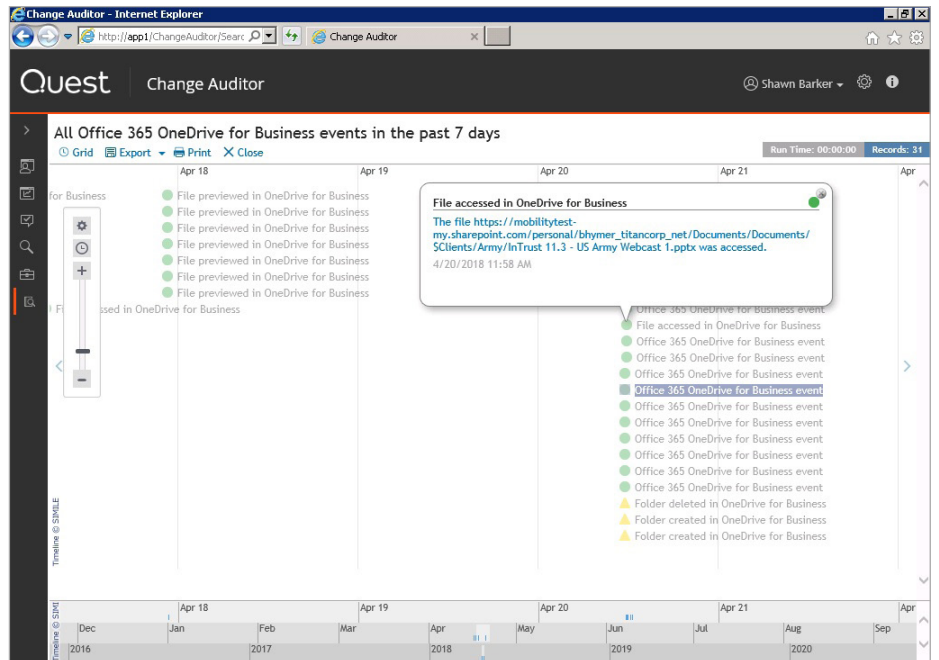 Change Auditor - Internet Explorer
http://app1/ChangeAuditor/Searc
Change Auditor
Quest Change Auditor
Shawn Barker
All Office 365 OneDrive for Business events in the past 7 days
Grid Export Print Close
Run Time: 00:00:00 Records: 31
Apr 18 Apr 19 Apr 20 Apr 21 Apr
for Business
File previewed in OneDrive for Business
File previewed in OneDrive for Business
File previewed in OneDrive for Business
File previewed in OneDrive for Business
File previewed in OneDrive for Business
File previewed in OneDrive for Business
File previewed in OneDrive for Business
ssed in OneDrive for Business
File accessed in OneDrive for Business
The file https://mobilitytest-
my.sharepoint.com/personal/bhymer_titancorp_net/Documents/Documents/
$Clients/Army/InTrust 11.3 - US Army Webcast 1.pptx was accessed.
4/20/2018 11:58 AM
Office 365 OneDrive for Business event
File accessed in OneDrive for Business
Office 365 OneDrive for Business event
Office 365 OneDrive for Business event
Office 365 OneDrive for Business event
Office 365 OneDrive for Business event
Office 365 OneDrive for Business event
Office 365 OneDrive for Business event
Office 365 OneDrive for Business event
Office 365 OneDrive for Business event
Office 365 OneDrive for Business event
Office 365 OneDrive for Business event
Folder deleted in OneDrive for Business
Folder created in OneDrive for Business
Folder created in OneDrive for Business
Timeline © SIMILE
Apr 18 Apr 19 Apr 20 Apr 21 Apr
Timeline © SIMI
Dec Jan Feb Mar Apr May Jun Jul Aug Sep
2016 2017 2018 2019 2020